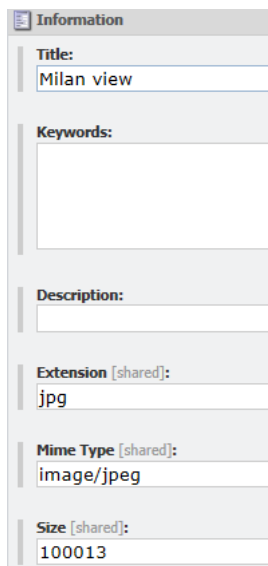 Information
Title:
Milan view
Keywords:
Description:
Extension [shared]:
jpg
Mime Type [shared]:
image/jpeg
Size [shared]:
100013